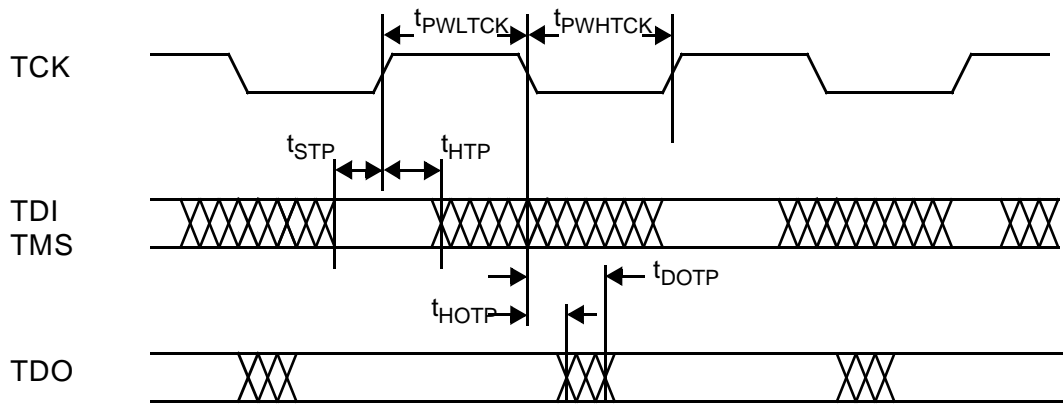 tPWLTCK tPWHTCK
TCK
tSTP tHTP
TDI
TMS
tDOTP
tHOTP
TDO